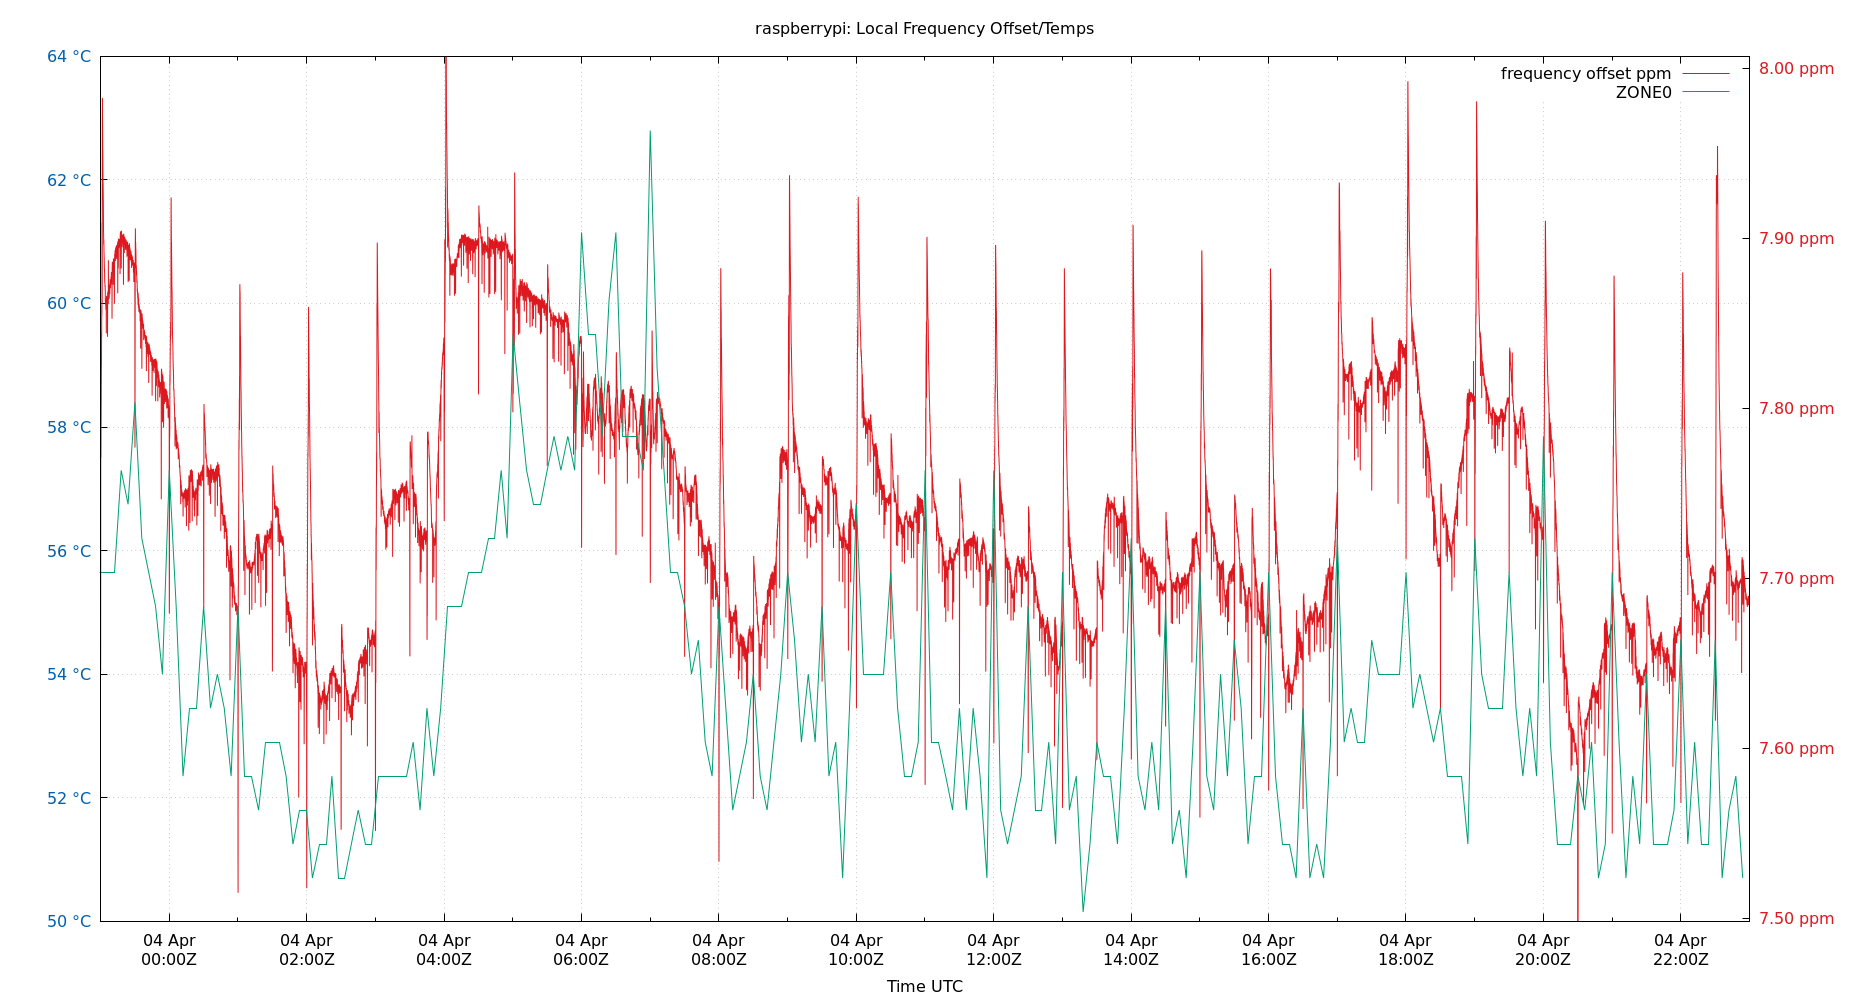 raspberrypi: Local Frequency Offset/Temps
frequency offset ppm
ZONE0
64 °C
62 °C
60 °C
58 °C
56 °C
54 °C
52 °C
50 °C
8.00 ppm
7.90 ppm
7.80 ppm
7.70 ppm
7.60 ppm
7.50 ppm
04 Apr
00:00Z
04 Apr
02:00Z
04 Apr
04:00Z
04 Apr
06:00Z
04 Apr
08:00Z
04 Apr
10:00Z
04 Apr
12:00Z
04 Apr
14:00Z
04 Apr
16:00Z
04 Apr
18:00Z
04 Apr
20:00Z
04 Apr
22:00Z
Time UTC